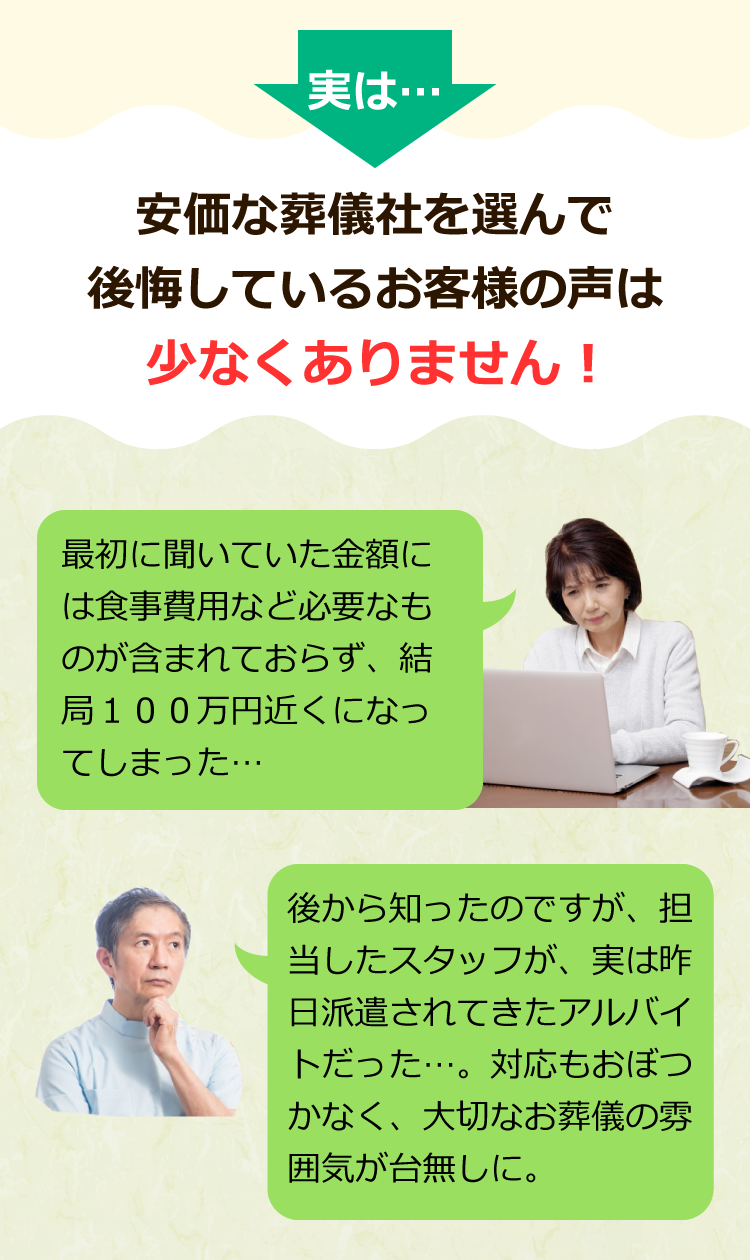 実は…
安価な葬儀社を選んで
後悔しているお客様の声は
少なくありません！
最初に聞いていた金額に
は食事費用など必要なも
のが含まれておらず、結
局１００万円近くになっ
てしまった…
後から知ったのですが、担
当したスタッフが、実は昨
日派遣されてきたアルバイ
トだった…。対応もおぼつ
かなく、大切なお葬儀の雰
囲気が台無しに。